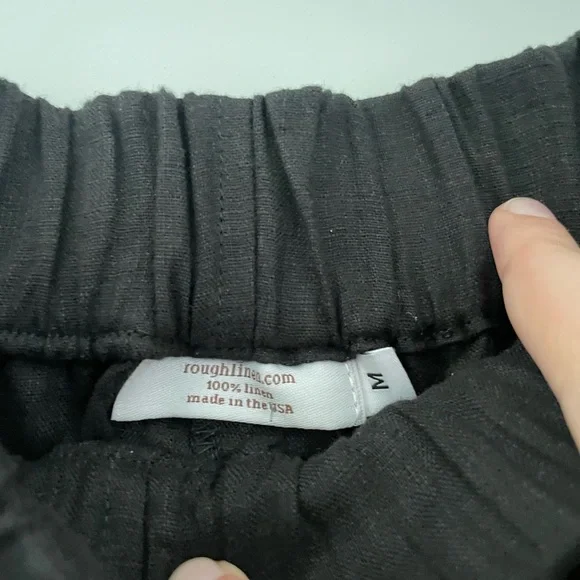 roughlinen.com
100% linen
made in the USA
M